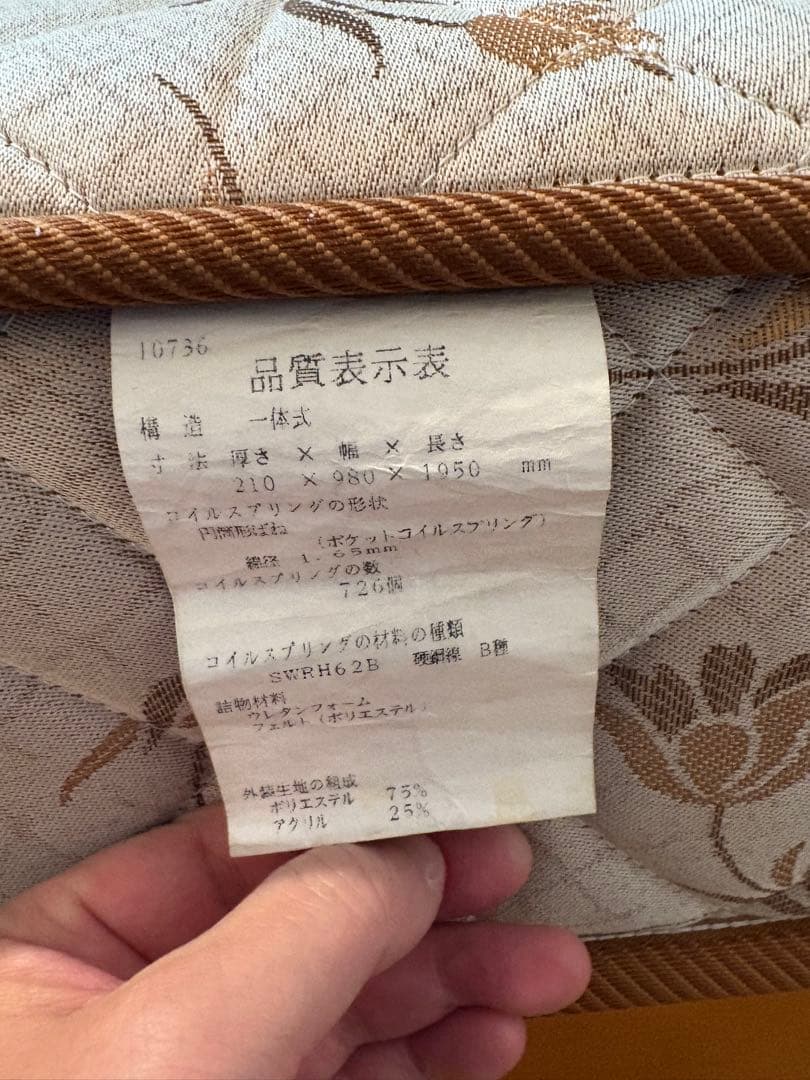 10736
品質表示表
構造 一体式
寸法 厚さ × 幅 × 長さ
210 × 980 × 1950 mm
コイルスプリングの形状
円筒形ばね (ポケットコイルスプリング)
線径 1.65mm
コイルスプリングの数
726個
コイルスプリングの材料の種類
SWRH62B 硬鋼線 B種
詰物材料
ウレタンフォーム
フェルト(ポリエステル)
外装生地の組成
ポリエステル 75%
アクリル 25%